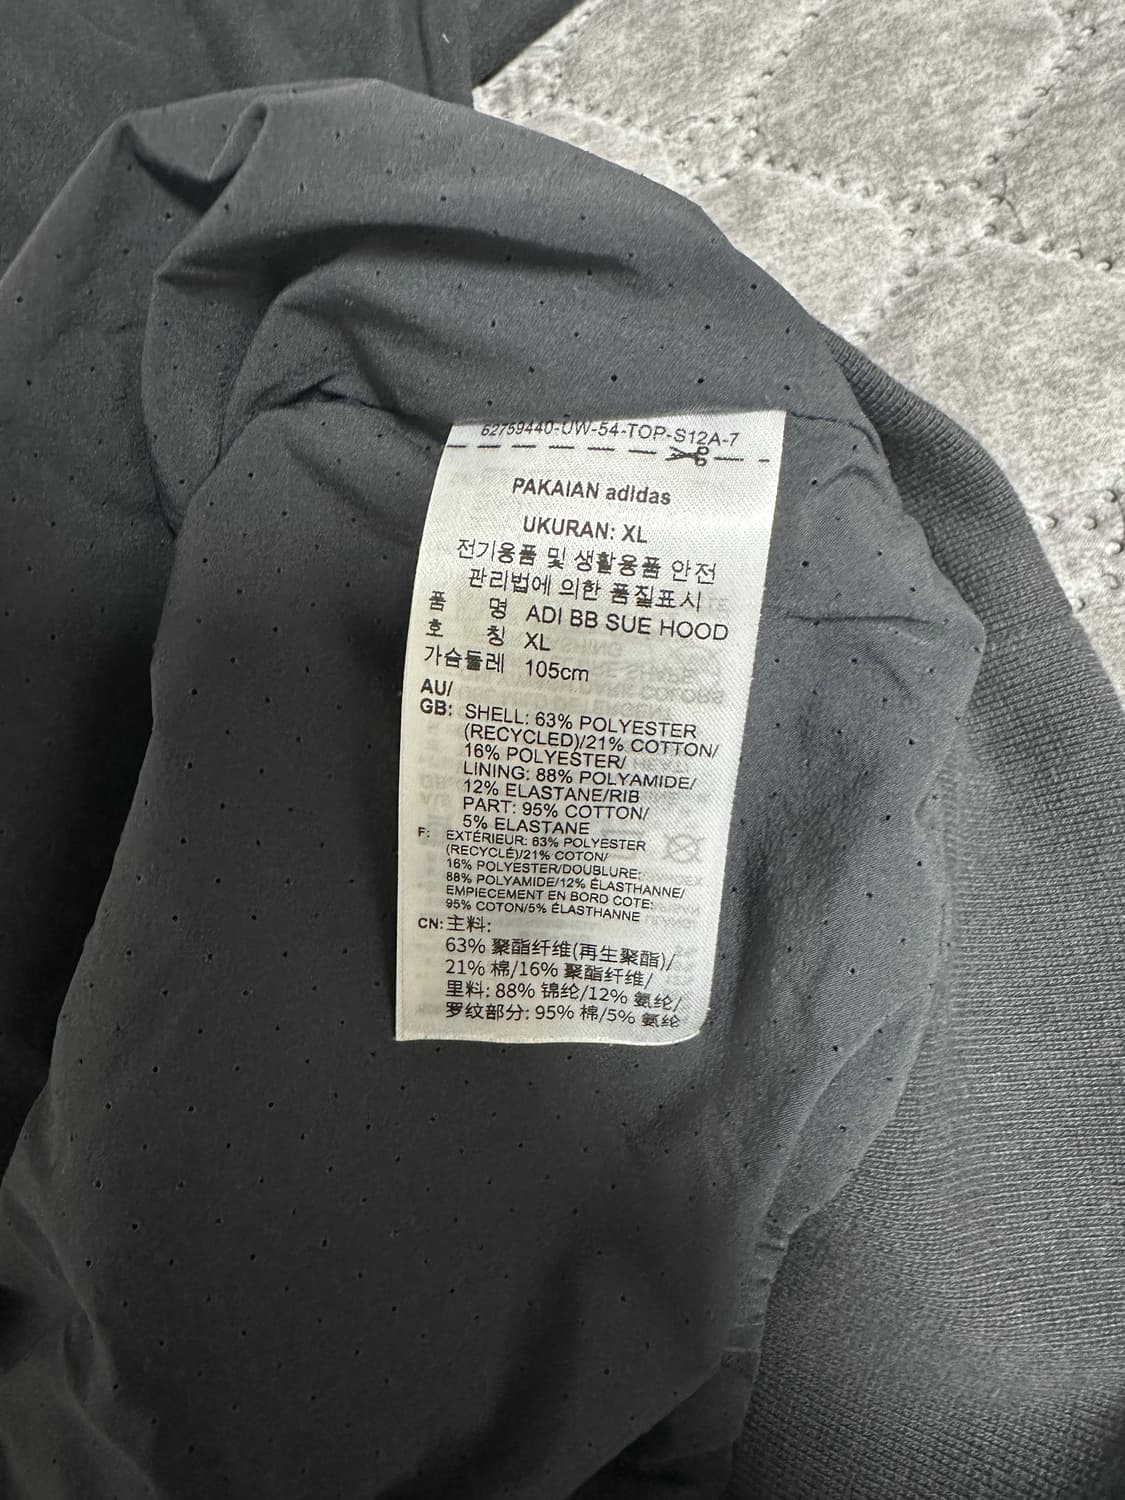 62759440-UW-54-TOP-S12A-7
PAKAIAN adidas
UKURAN: XL
전기용품 및 생활용품 안전
관리법에 의한 품질표시
품 명 ADI BB SUE HOOD
호 칭 XL
가슴둘레 105cm
AU/
GB: SHELL: 63% POLYESTER
(RECYCLED)/21% COTTON/
16% POLYESTER/
LINING: 88% POLYAMIDE/
12% ELASTANE/RIB
PART: 95% COTTON/
5% ELASTANE
F: EXTÉRIEUR: 63% POLYESTER
(RECYCLÉ)/21% COTON/
16% POLYESTER/DOUBLURE:
88% POLYAMIDE/12% ÉLASTHANNE/
EMPIECEMENT EN BORD COTE:
95% COTON/5% ÉLASTHANNE
CN: 主料:
63% 聚酯纤维(再生聚酯)/
21% 棉/16% 聚酯纤维/
里料: 88% 锦纶/12% 氨纶/
罗纹部分: 95% 棉/5% 氨纶